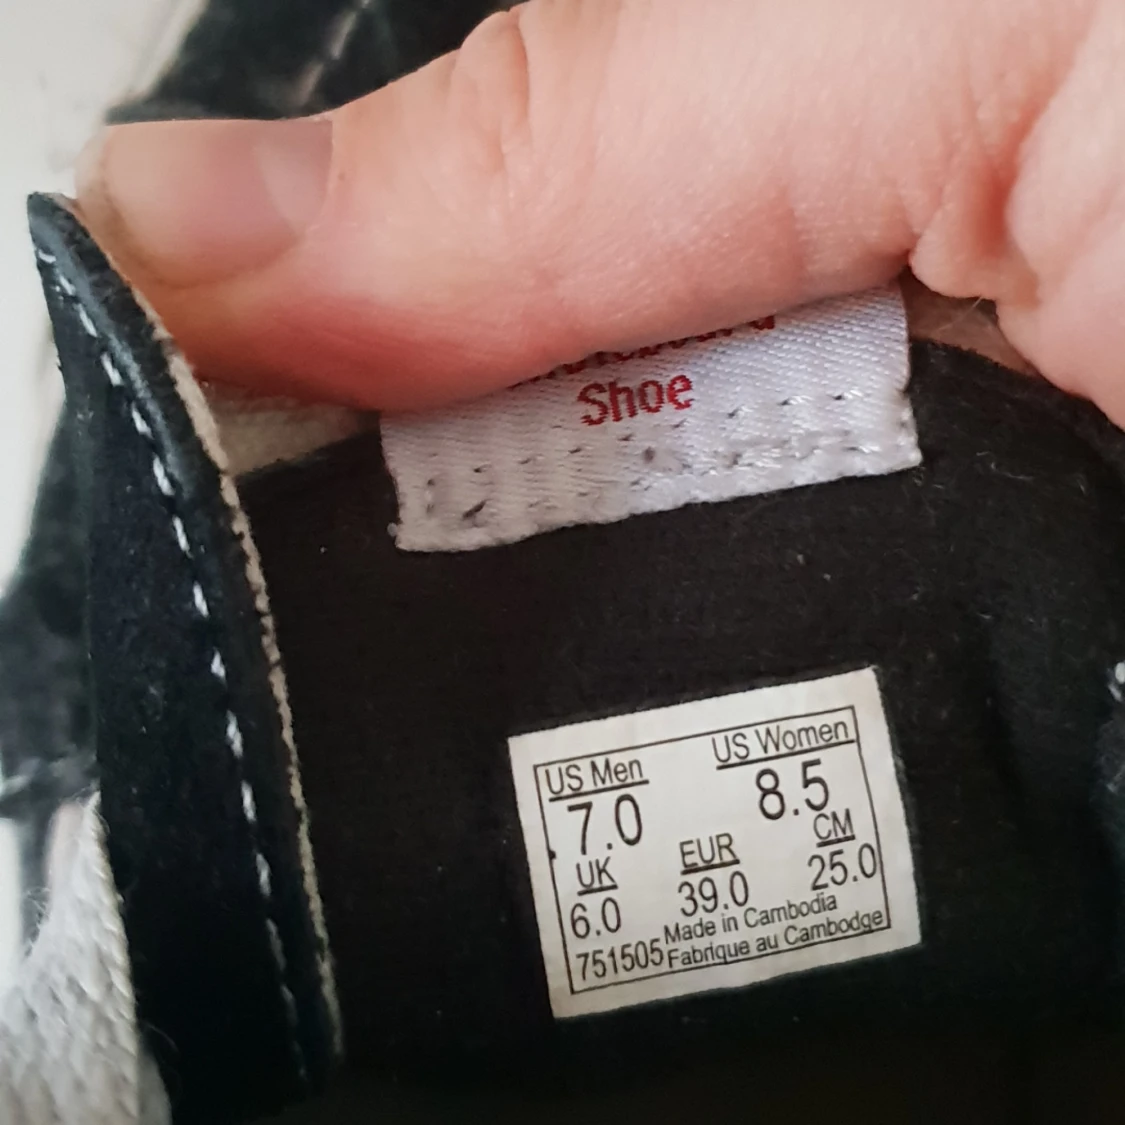 Shoe
US Men US Women
7.0 8.5
UK EUR CM
6.0 39.0 25.0
751505 Made in Cambodia
Fabrique au Cambodge